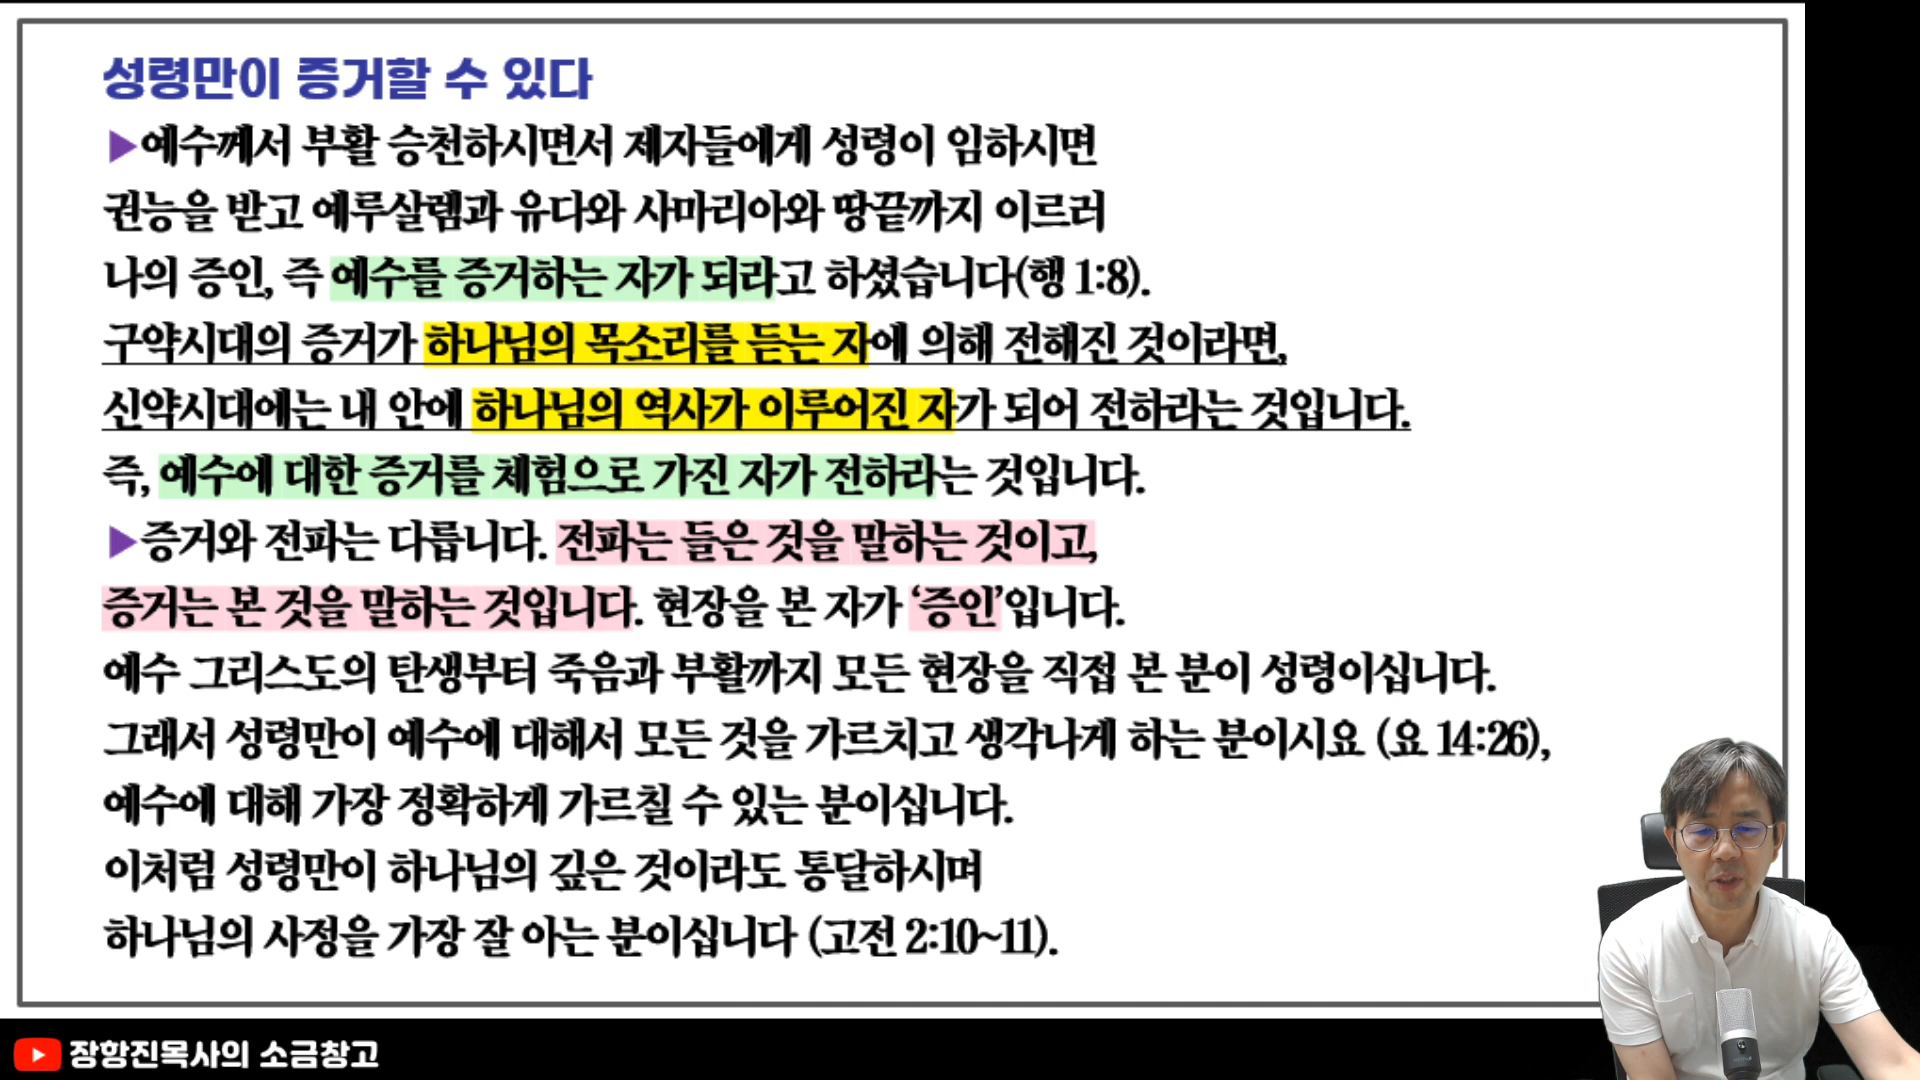 성령만이 증거할 수 있다
▶예수께서 부활 승천하시면서 제자들에게 성령이 임하시면
권능을 받고 예루살렘과 유다와 사마리아와 땅끝까지 이르러
나의 증인, 즉 예수를 증거하는 자가 되라고 하셨습니다(행 1:8).
구약시대의 증거가 하나님의 목소리를 듣는 자에 의해 전해진 것이라면,
신약시대에는 내 안에 하나님의 역사가 이루어진 자가 되어 전하라는 것입니다.
즉, 예수에 대한 증거를 체험으로 가진 자가 전하라는 것입니다.
▶증거와 전파는 다릅니다. 전파는 들은 것을 말하는 것이고,
증거는 본 것을 말하는 것입니다. 현장을 본 자가 ‘증인’입니다.
예수 그리스도의 탄생부터 죽음과 부활까지 모든 현장을 직접 본 분이 성령이십니다.
그래서 성령만이 예수에 대해서 모든 것을 가르치고 생각나게 하는 분이시요 (요 14:26),
예수에 대해 가장 정확하게 가르칠 수 있는 분이십니다.
이처럼 성령만이 하나님의 깊은 것이라도 통달하시며
하나님의 사정을 가장 잘 아는 분이십니다 (고전 2:10~11).
장항진목사의 소금창고